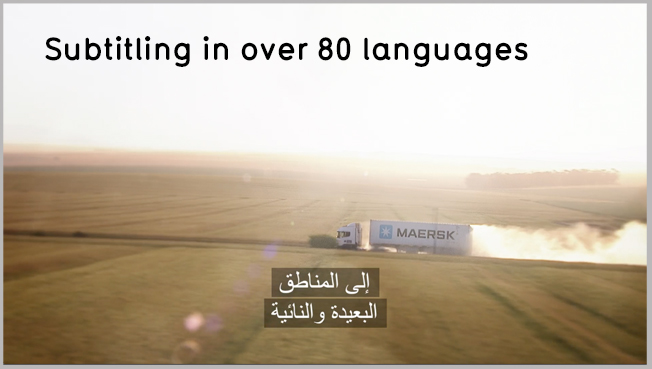 Subtitling in over 80 languages
MAERSK
إلى المناطق
البعيدة والنائية